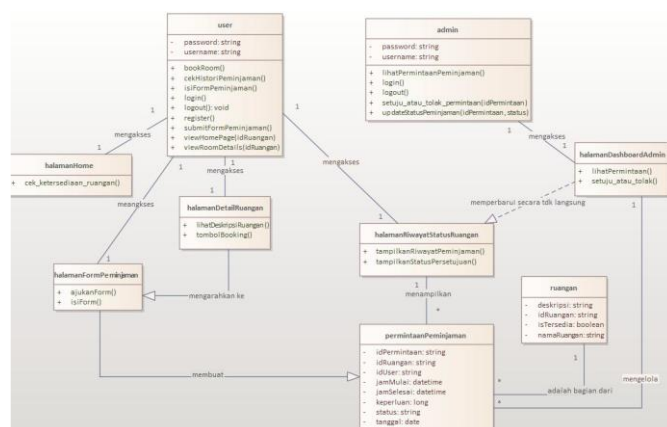 user
- password: string
- username: string
+ bookRoom()
+ cekHistoriPeminjaman()
+ isiFormPeminjaman()
+ login()
+ logout(): void
+ register()
+ submitFormPeminjaman()
+ viewHomePage(idRuangan)
+ viewRoomDetails(idRuangan)
admin
- password: string
- username: string
+ lihatPermintaanPeminjaman()
+ login()
+ logout()
+ setuju_atau_tolak_permintaan(idPermintaan)
+ updateStatusPeminjaman(idPermintaan, status)
1
1
1
1
1
mengakses
mengakses
mengakses
mengakses
meangkses
1
1
1
1
1
halamanHome
+ cek_ketersediaan_ruangan()
halamanDetailRuangan
+ lihatDeskripsiRuangan()
+ tombolBooking()
halamanDashboardAdmin
+ lihatPermintaan()
+ setuju_atau_tolak()
memperbarui secara tdk langsung
halamanRiwayatStatusRuangan
+ tampilkanRiwayatPeminjaman()
+ tampilkanStatusPersetujuan()
halamanFormPeminjaman
+ ajukanForm()
+ isiForm()
mengarahkan ke
1
menampilkan
*
ruangan
- deskripsi: string
- idRuangan: string
- isTersedia: boolean
- namaRuangan: string
1
1
permintaanPeminjaman
- idPermintaan: string
- idRuangan: string
- idUser: string
- jamMulai: datetime
- jamSelesai: datetime
- keperluan: long
- status: string
- tanggal: date
membuat
mengelola
*
adalah bagian dari
*